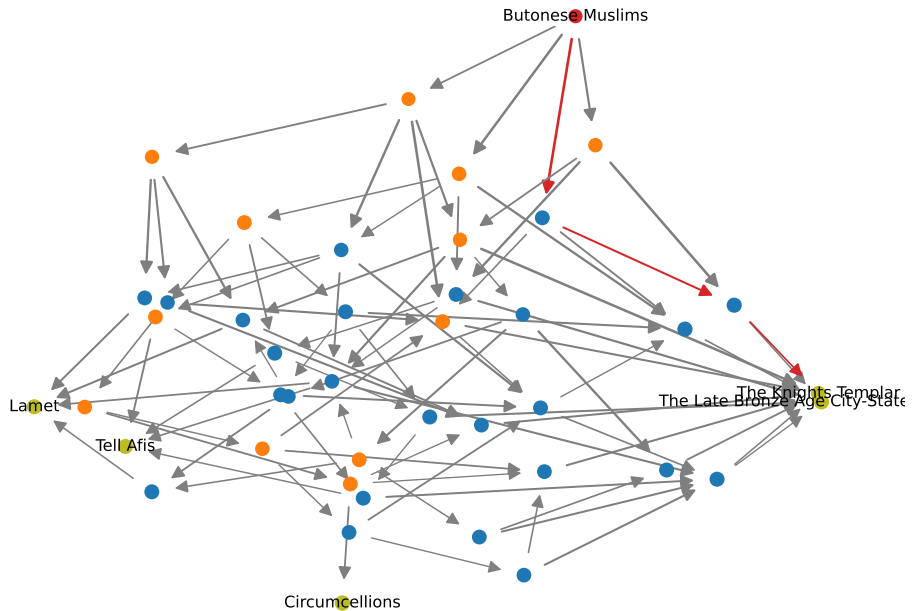 Butonese Muslims
The Knights Templar
The Late Bronze Age City-State
Lamet
Tell Afis
Circumcellions